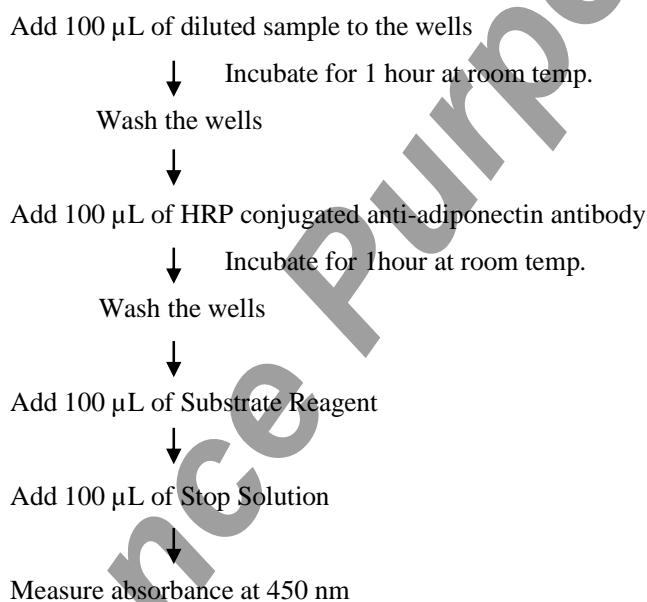 Add 100 µL of diluted sample to the wells
Incubate for 1 hour at room temp.
Wash the wells
Add 100 µL of HRP conjugated anti-adiponectin antibody
Incubate for 1hour at room temp.
Wash the wells
Add 100 µL of Substrate Reagent
Add 100 µL of Stop Solution
Measure absorbance at 450 nm
nce Purpo